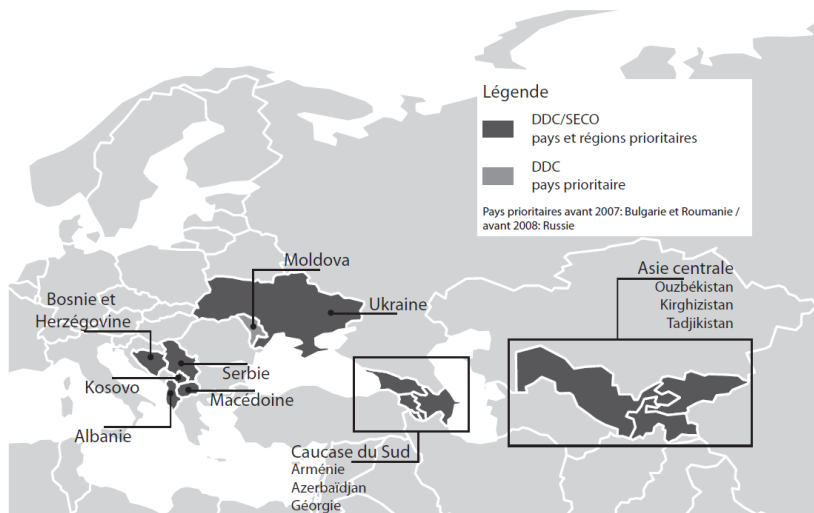 Légende
DDC/SECO
pays et régions prioritaires
DDC
pays prioritaire
Pays prioritaires avant 2007: Bulgarie et Roumanie /
avant 2008: Russie
Moldova
Bosnie et
Herzégovine
Ukraine
Asie centrale
Ouzbékistan
Kirghizistan
Tadjikistan
Serbie
Kosovo
Macédoine
Albanie
Caucase du Sud
Arménie
Azerbaïdjan
Géorgie